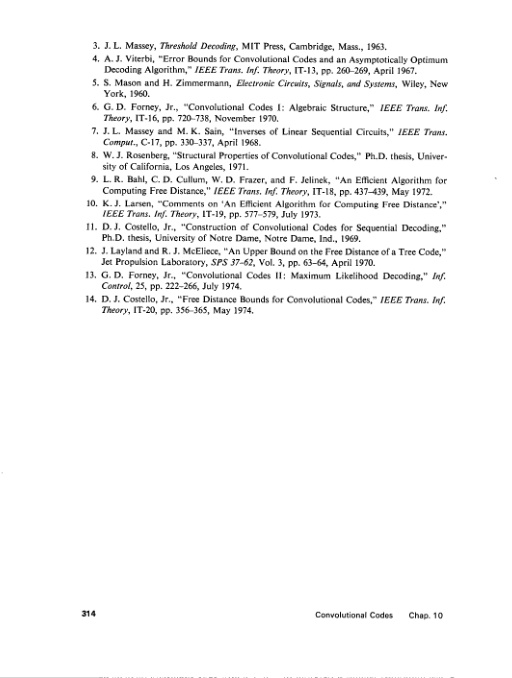 3. J. L. Massey, Threshold Decoding, MIT Press, Cambridge, Mass., 1963.
4. A. J. Viterbi, "Error Bounds for Convolutional Codes and an Asymptotically Optimum
Decoding Algorithm," IEEE Trans. Inf. Theory, IT-13, pp. 260–269, April 1967.
5. S. Mason and H. Zimmermann, Electronic Circuits, Signals, and Systems, Wiley, New
York, 1960.
6. G. D. Forney, Jr., "Convolutional Codes I: Algebraic Structure," IEEE Trans. Inf.
Theory, IT-16, pp. 720–738, November 1970.
7. J. L. Massey and M. K. Sain, "Inverses of Linear Sequential Circuits," IEEE Trans.
Comput., C-17, pp. 330–337, April 1968.
8. W. J. Rosenberg, "Structural Properties of Convolutional Codes," Ph.D. thesis, Univer-
sity of California, Los Angeles, 1971.
9. L. R. Bahl, C. D. Cullum, W. D. Frazer, and F. Jelinek, "An Efficient Algorithm for
Computing Free Distance," IEEE Trans. Inf. Theory, IT-18, pp. 437–439, May 1972.
10. K. J. Larsen, "Comments on 'An Efficient Algorithm for Computing Free Distance',"
IEEE Trans. Inf. Theory, IT-19, pp. 577–579, July 1973.
11. D. J. Costello, Jr., "Construction of Convolutional Codes for Sequential Decoding,"
Ph.D. thesis, University of Notre Dame, Notre Dame, Ind., 1969.
12. J. Layland and R. J. McEliece, "An Upper Bound on the Free Distance of a Tree Code,"
Jet Propulsion Laboratory, SPS 37–62, Vol. 3, pp. 63–64, April 1970.
13. G. D. Forney, Jr., "Convolutional Codes II: Maximum Likelihood Decoding," Inf.
Control, 25, pp. 222–266, July 1974.
14. D. J. Costello, Jr., "Free Distance Bounds for Convolutional Codes," IEEE Trans. Inf.
Theory, IT-20, pp. 356–365, May 1974.
314 Convolutional Codes Chap. 10